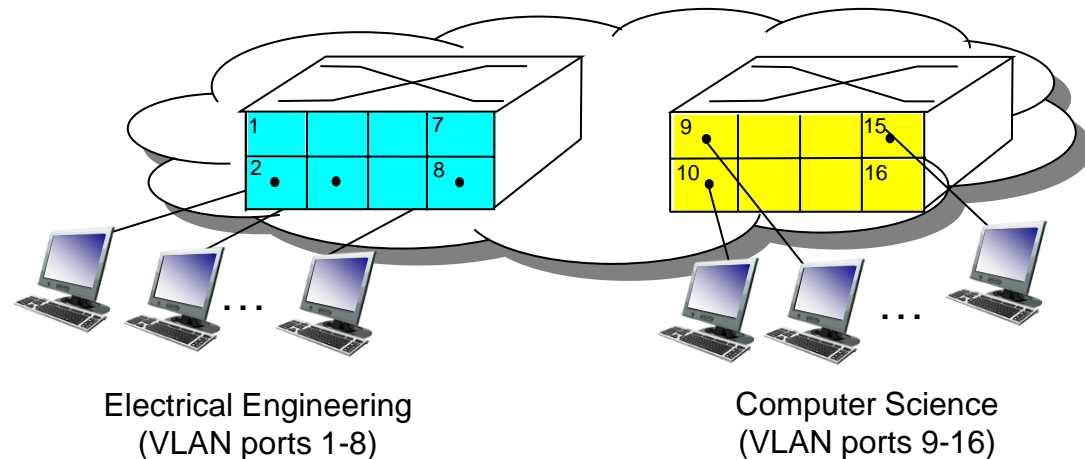 1 7
2 8
9 15
10 16
... ...
Electrical Engineering
(VLAN ports 1-8)
Computer Science
(VLAN ports 9-16)